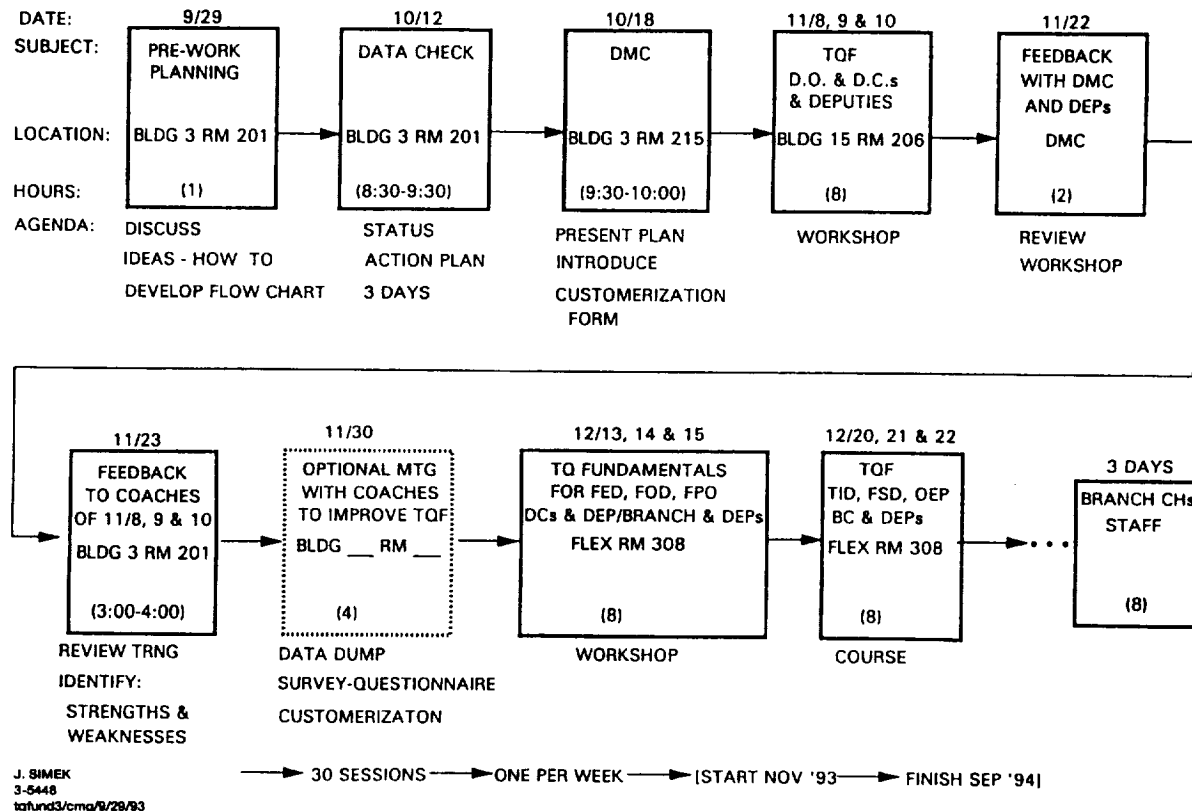 DATE: 9/29 10/12 10/18 11/8, 9 & 10 11/22
SUBJECT: PRE-WORK DATA CHECK DMC TQF FEEDBACK
PLANNING D.O. & D.C.s WITH DMC
& DEPUTIES AND DEPs
LOCATION: BLDG 3 RM 201 BLDG 3 RM 201 BLDG 3 RM 215 BLDG 15 RM 206 DMC
HOURS: (1) (8:30-9:30) (9:30-10:00) (8) (2)
AGENDA: DISCUSS STATUS PRESENT PLAN WORKSHOP REVIEW
IDEAS - HOW TO ACTION PLAN INTRODUCE WORKSHOP
DEVELOP FLOW CHART 3 DAYS CUSTOMERIZATION
FORM
11/23 11/30 12/13, 14 & 15 12/20, 21 & 22 3 DAYS
FEEDBACK OPTIONAL MTG TQ FUNDAMENTALS TQF BRANCH CHs
TO COACHES WITH COACHES FOR FED, FOD, FPO TID, FSD, OEP STAFF
OF 11/8, 9 & 10 TO IMPROVE TQF DCs & DEP/BRANCH & DEPs BC & DEPs
BLDG 3 RM 201 BLDG __ RM __ FLEX RM 308 FLEX RM 308
(3:00-4:00) (4) (8) (8) (8)
REVIEW TRNG DATA DUMP WORKSHOP COURSE
IDENTIFY: SURVEY-QUESTIONNAIRE
STRENGTHS & CUSTOMERIZATON
WEAKNESSES
30 SESSIONS ONE PER WEEK [START NOV '93 FINISH SEP '94]
J. SIMEK
3-5448
tqfund3/cmg/9/29/93